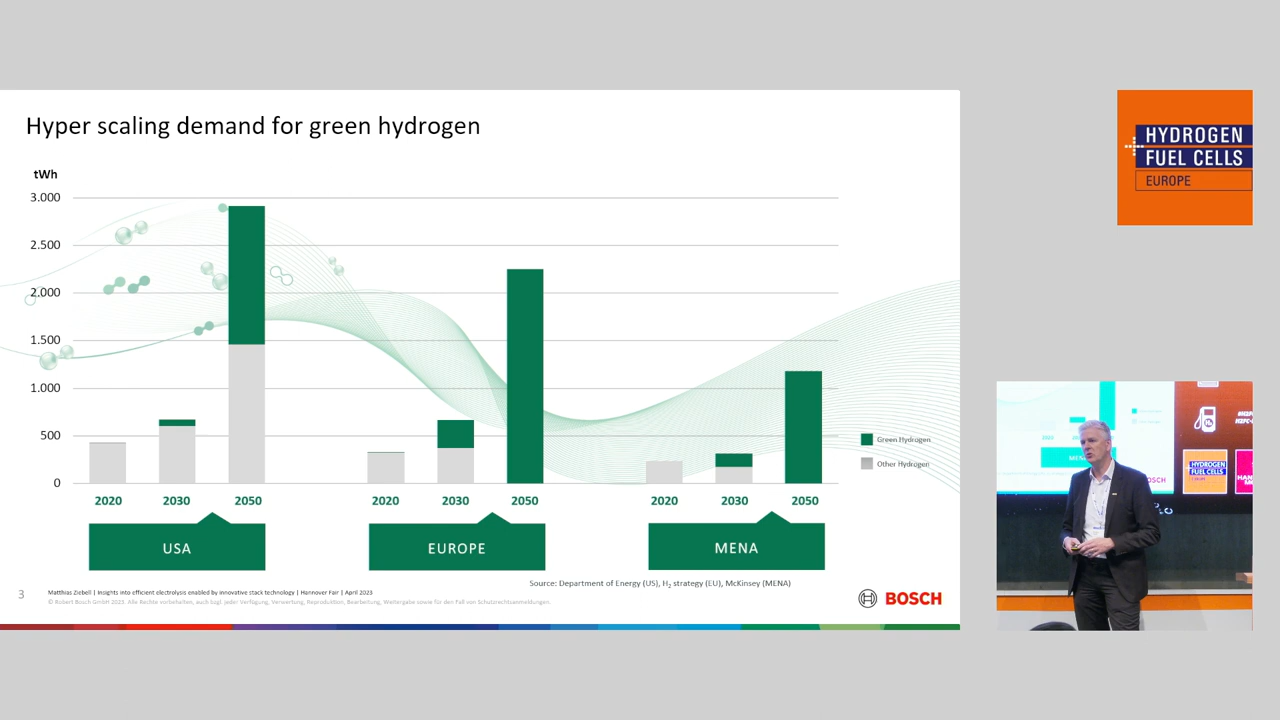 Hyper scaling demand for green hydrogen
tWh
3.000
2.500
2.000
1.500
1.000
500
0
Green Hydrogen
Other Hydrogen
2020 2030 2050 2020 2030 2050 2020 2030 2050
USA EUROPE MENA
Source: Department of Energy (US), H₂ strategy (EU), McKinsey (MENA)
3
Matthias Ziebell | Insights into efficient electrolysis enabled by innovative stack technology | Hannover Fair | April 2023
© Robert Bosch GmbH 2023. Alle Rechte vorbehalten, auch bzgl. jeder Verfügung, Verwertung, Reproduktion, Bearbeitung, Weitergabe sowie für den Fall von Schutzrechtsanmeldungen.
BOSCH
HYDROGEN
FUEL CELLS
EUROPE
HYDROGEN
FUEL CELLS